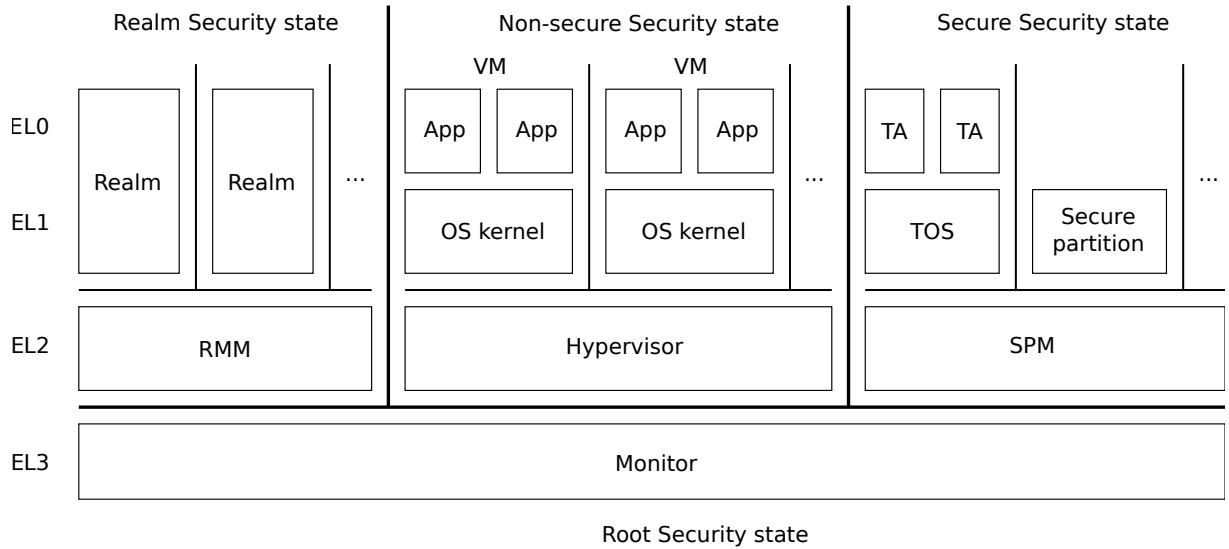 Realm Security state
Non-secure Security state
Secure Security state
VM
VM
EL0
App
App
App
App
TA
TA
Realm
Realm
...
...
...
EL1
OS kernel
OS kernel
TOS
Secure
partition
EL2
RMM
Hypervisor
SPM
EL3
Monitor
Root Security state